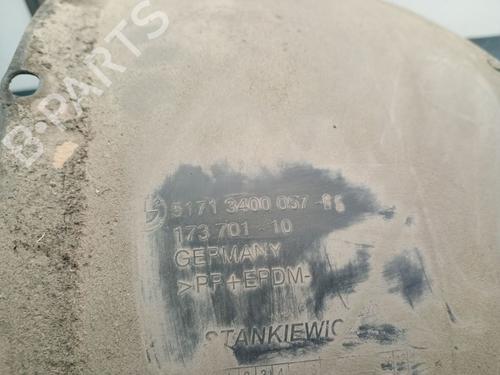 B-PARTS
5171 3400 057
173 701 - 10
GERMANY
>PP+EPDM-
STANKIEWIC